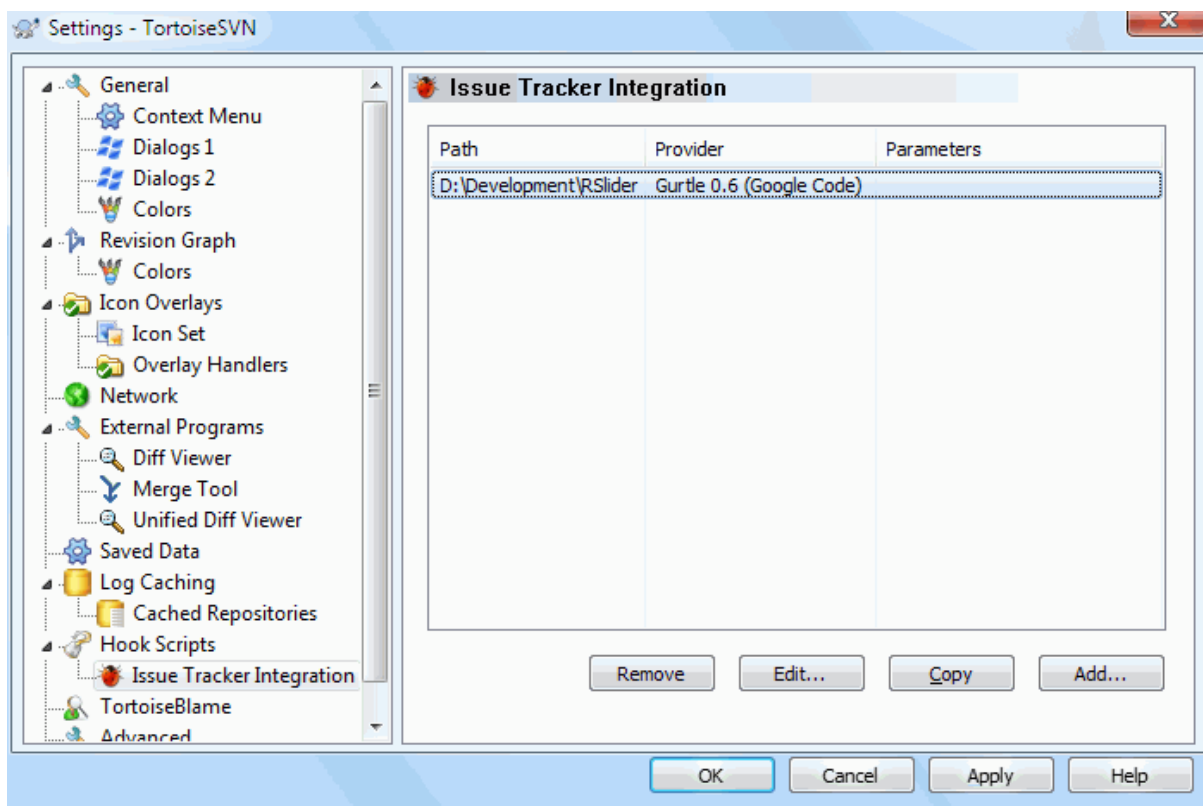 Settings - TortoiseSVN
General
Context Menu
Dialogs 1
Dialogs 2
Colors
Revision Graph
Colors
Icon Overlays
Icon Set
Overlay Handlers
Network
External Programs
Diff Viewer
Merge Tool
Unified Diff Viewer
Saved Data
Log Caching
Cached Repositories
Hook Scripts
Issue Tracker Integration
TortoiseBlame
Advanced
Issue Tracker Integration
Path Provider Parameters
D:\Development\RSlider Gurtle 0.6 (Google Code)
Remove Edit... Copy Add...
OK Cancel Apply Help